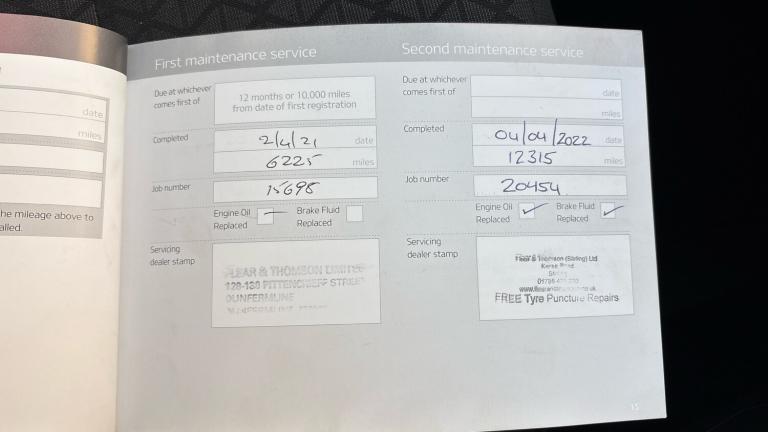 date
miles
he mileage above to
alled.
First maintenance service
Due at whichever
comes first of
12 months or 10,000 miles
from date of first registration
Completed
2/4/21 date
6225 miles
Job number
15698
Engine Oil
Replaced
Brake Fluid
Replaced
Servicing
dealer stamp
FLEAR & THOMSON LIMITED
128-130 PITTENCRIEFF STREET
DUNFERMLINE
Second maintenance service
Due at whichever
comes first of
date
miles
Completed
04/04/2022 date
12315 miles
Job number
20454
Engine Oil
Replaced
Brake Fluid
Replaced
Servicing
dealer stamp
Flear & Thomson (Stirling) Ltd
Kerse Road
FREE Tyre Puncture Repairs
15